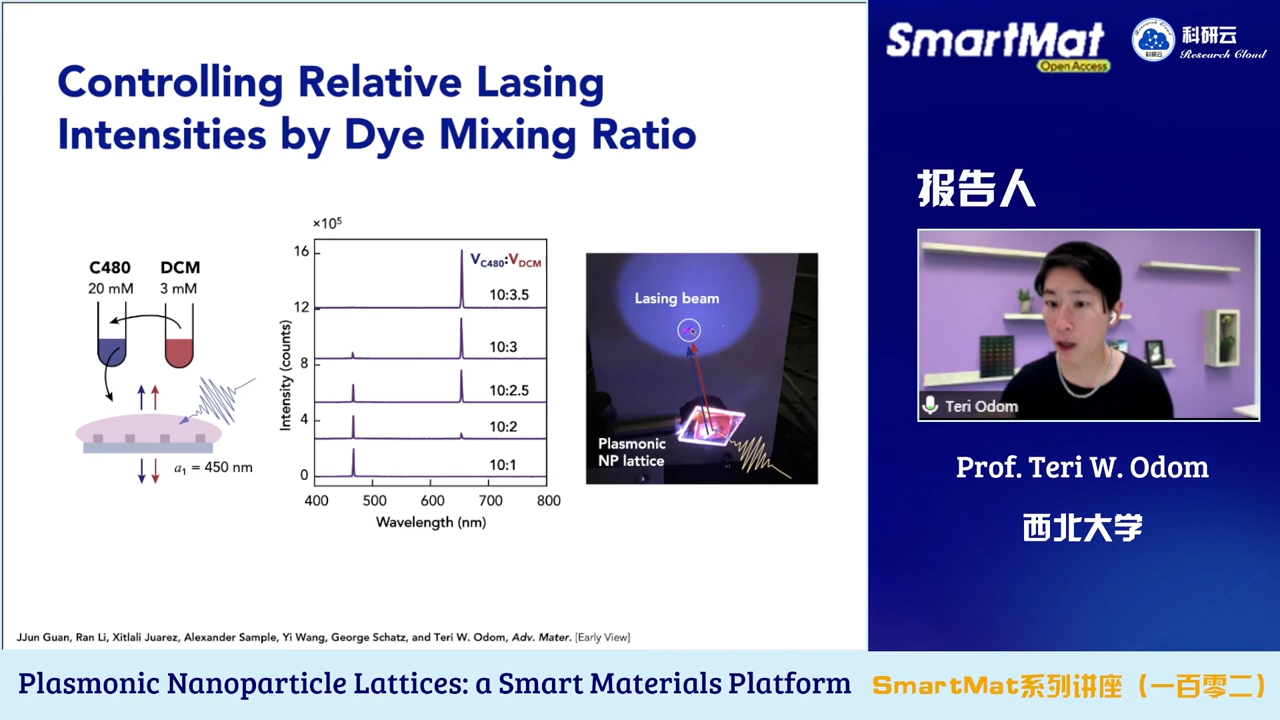 Controlling Relative Lasing
Intensities by Dye Mixing Ratio
C480
20 mM
DCM
3 mM
a₁ = 450 nm
×10⁵
16
12
8
4
0
Intensity (counts)
V_C480:V_DCM
10:3.5
10:3
10:2.5
10:2
10:1
400
500
600
700
800
Wavelength (nm)
Lasing beam
Plasmonic
NP lattice
JJun Guan, Ran Li, Xitlali Juarez, Alexander Sample, Yi Wang, George Schatz, and Teri W. Odom, Adv. Mater. [Early View]
SmartMat
Open Access
科研云
Research Cloud
报告人
Teri Odom
Prof. Teri W. Odom
西北大学
Plasmonic Nanoparticle Lattices: a Smart Materials Platform
SmartMat系列讲座（一百零二）